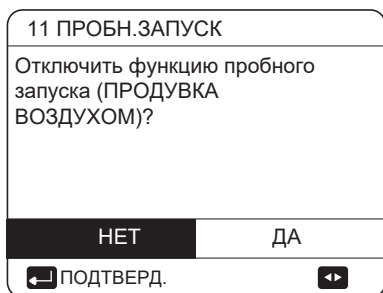 11 ПРОБН.ЗАПУСК
Отключить функцию пробного
запуска (ПРОДУВКА
ВОЗДУХОМ)?
НЕТ ДА
ПОДТВЕРД.